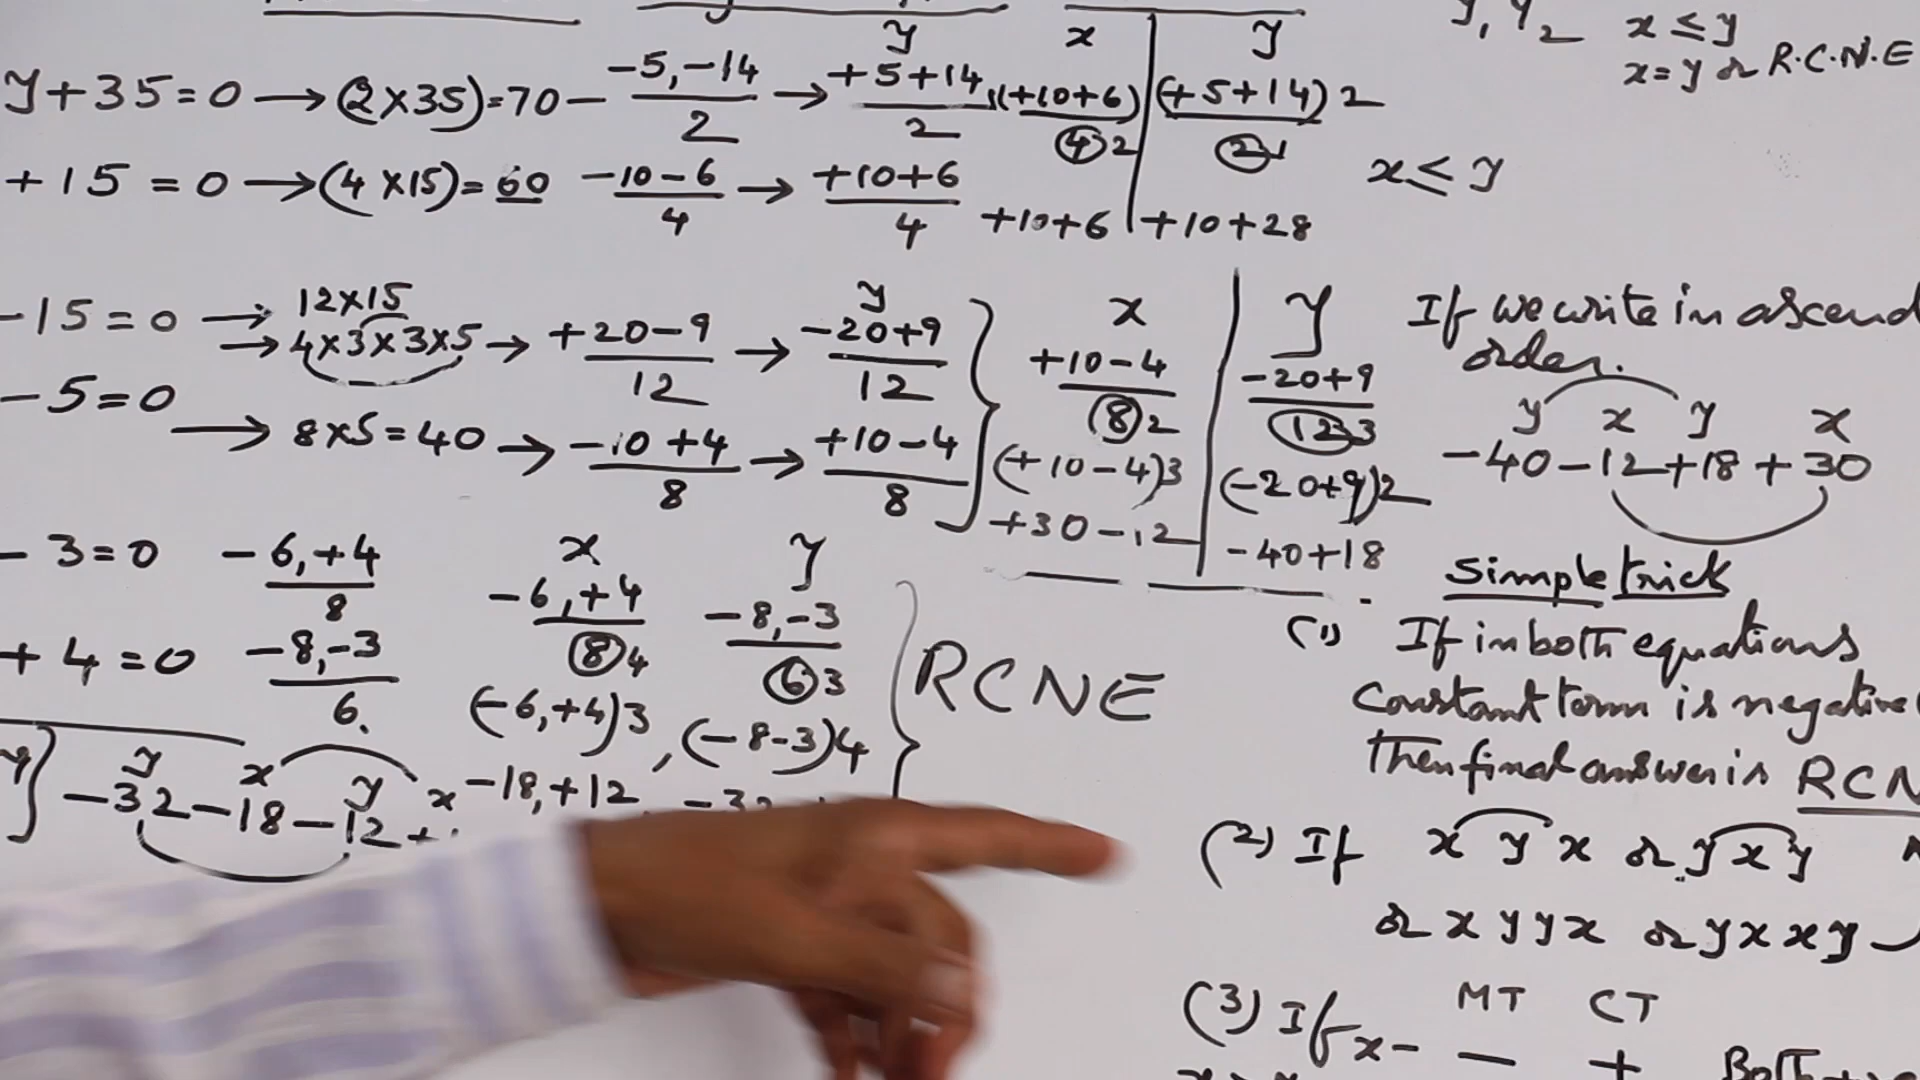 y y
x y
Y, Y2 x ≤ y
x = y or R.C.N.E
y + 35 = 0 → (2×35) = 70 – -5, -14 / 2 → +5+14 / 2 (+10+6) / 4 2 (+5+14) 2 / 2 1
+ 15 = 0 → (4×15) = 60 -10-6 / 4 → +10+6 / 4 +10+6 +10+28 x ≤ y
-15 = 0 → 12×15
→ 4×3×3×5 → +20-9 / 12 → y -20+9 / 12
-5 = 0 → 8×5 = 40 → -10+4 / 8 → +10-4 / 8
x y
+10-4 / 8 2 -20+9 / 12 3
(+10-4)3 (-20+9)2
+30-12 -40+18
If we write in ascend
order.
y x y x
-40-12+18+30
-3 = 0 -6, +4 / 8
+4 = 0 -8, -3 / 6.
x y
-6, +4 / 8 4 -8, -3 / 6 3
(-6, +4)3, (-8-3)4
-18, +12
RCNE
y x y x
-32-18-12+
Simple trick
(1) If in both equations
constant term is negative
then final answer is RCN
(2) If x y x or y x y
or x y y x or y x x y
(3) If MT CT
x - — +